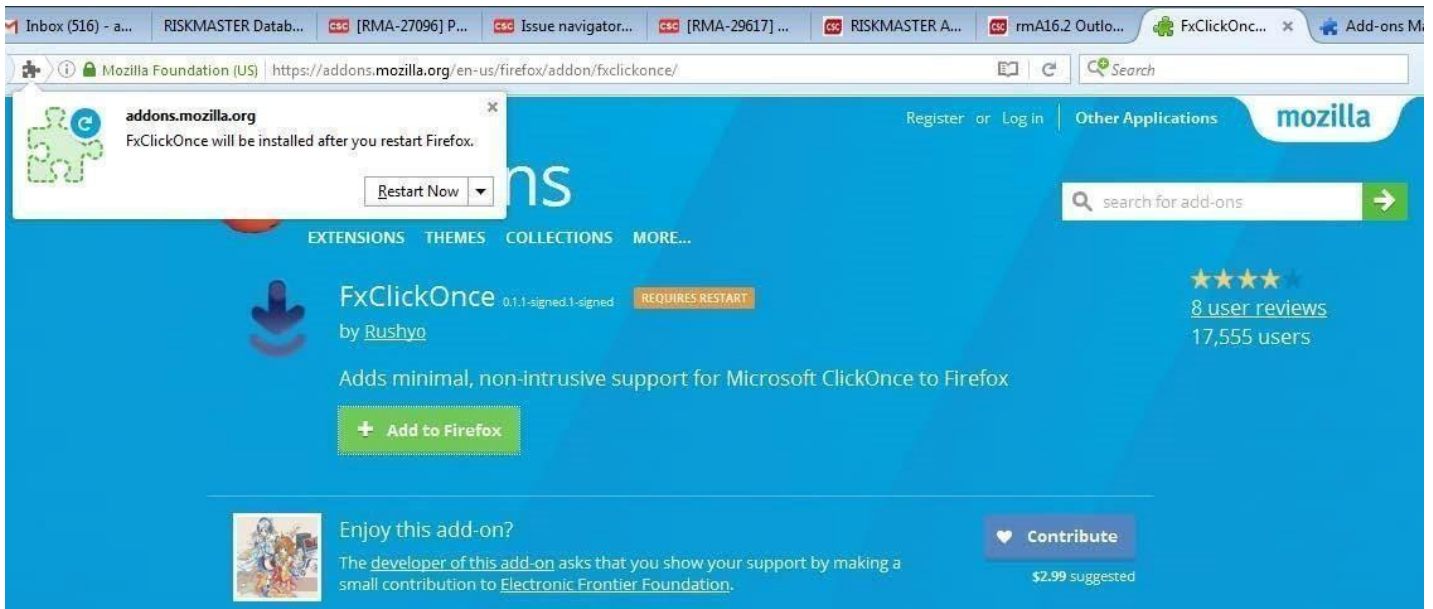 Inbox (516) - a...
RISKMASTER Datab...
CSC [RMA-27096] P...
CSC Issue navigator...
CSC [RMA-29617] ...
CSC RISKMASTER A...
CSC rmA16.2 Outlo...
FxClickOnc...
Add-ons Ma
Mozilla Foundation (US) https://addons.mozilla.org/en-us/firefox/addon/fxclickonce/
Search
addons.mozilla.org
FxClickOnce will be installed after you restart Firefox.
Restart Now
Register or Log in Other Applications
mozilla
ns
search for add-ons
EXTENSIONS THEMES COLLECTIONS MORE...
FxClickOnce 0.1.1-signed.1-signed REQUIRES RESTART
by Rushyo
8 user reviews
17,555 users
Adds minimal, non-intrusive support for Microsoft ClickOnce to Firefox
Add to Firefox
Enjoy this add-on?
The developer of this add-on asks that you show your support by making a
small contribution to Electronic Frontier Foundation.
Contribute
$2.99 suggested